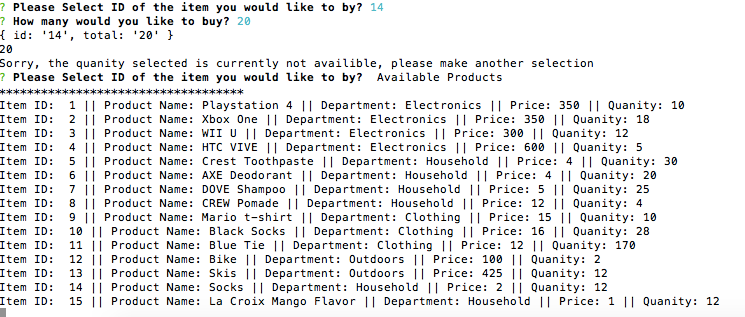 ? Please Select ID of the item you would like to by? 14
? How many would you like to buy? 20
{ id: '14', total: '20' }
20
Sorry, the quanity selected is currently not availible, please make another selection
? Please Select ID of the item you would like to by?  Available Products
***********************************
Item ID:  1 || Product Name: Playstation 4 || Department: Electronics || Price: 350 || Quanity: 10
Item ID:  2 || Product Name: Xbox One || Department: Electronics || Price: 350 || Quanity: 18
Item ID:  3 || Product Name: WII U || Department: Electronics || Price: 300 || Quanity: 12
Item ID:  4 || Product Name: HTC VIVE || Department: Electronics || Price: 600 || Quanity: 5
Item ID:  5 || Product Name: Crest Toothpaste || Department: Household || Price: 4 || Quanity: 30
Item ID:  6 || Product Name: AXE Deodorant || Department: Household || Price: 4 || Quanity: 20
Item ID:  7 || Product Name: DOVE Shampoo || Department: Household || Price: 5 || Quanity: 25
Item ID:  8 || Product Name: CREW Pomade || Department: Household || Price: 12 || Quanity: 4
Item ID:  9 || Product Name: Mario t-shirt || Department: Clothing || Price: 15 || Quanity: 10
Item ID:  10 || Product Name: Black Socks || Department: Clothing || Price: 16 || Quanity: 28
Item ID:  11 || Product Name: Blue Tie || Department: Clothing || Price: 12 || Quanity: 170
Item ID:  12 || Product Name: Bike || Department: Outdoors || Price: 100 || Quanity: 2
Item ID:  13 || Product Name: Skis || Department: Outdoors || Price: 425 || Quanity: 12
Item ID:  14 || Product Name: Socks || Department: Household || Price: 2 || Quanity: 12
Item ID:  15 || Product Name: La Croix Mango Flavor || Department: Household || Price: 1 || Quanity: 12